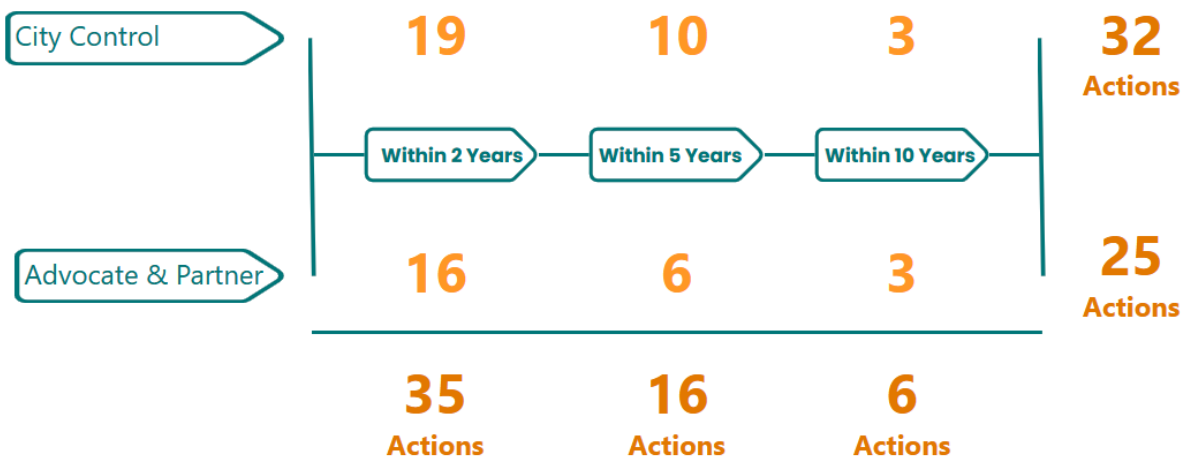 City Control
19 10 3 32
Actions
Within 2 Years Within 5 Years Within 10 Years
Advocate & Partner
16 6 3 25
Actions
35 16 6
Actions Actions Actions